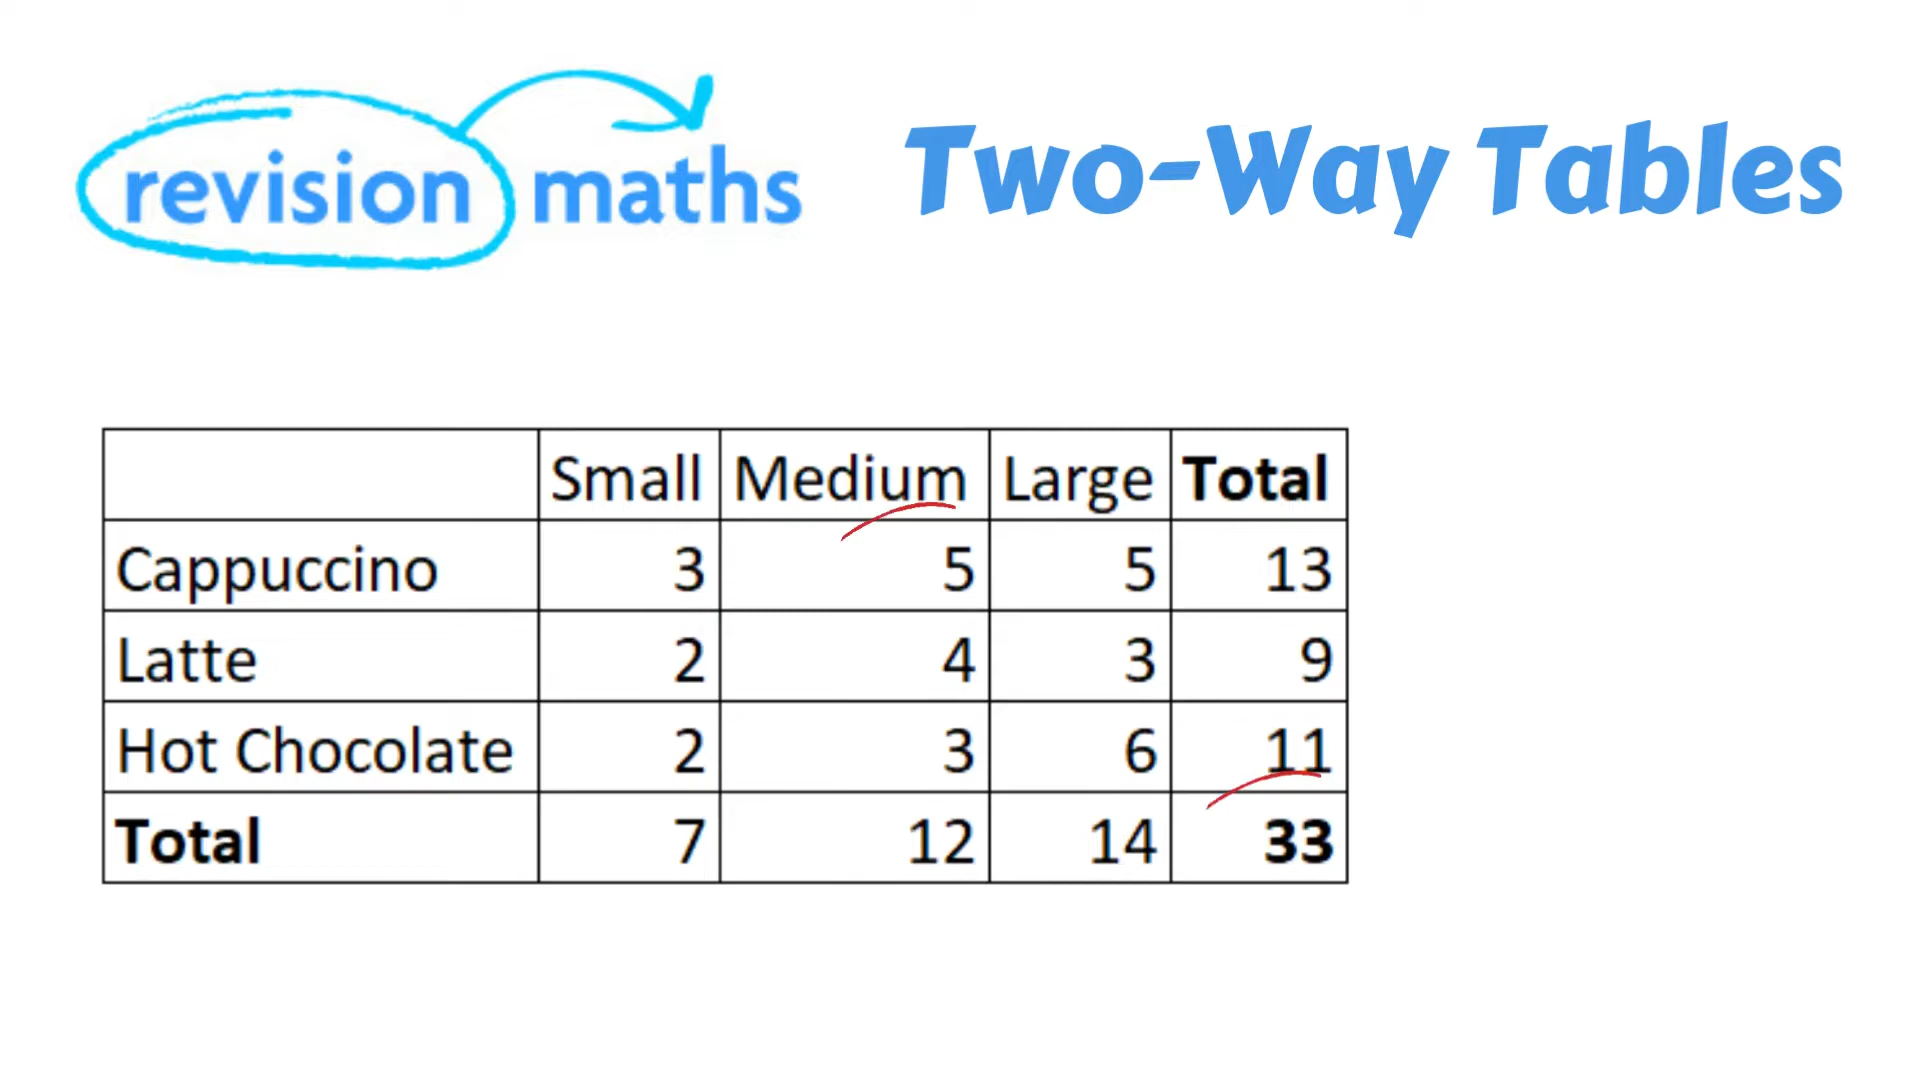 revision maths
Two-Way Tables
Small Medium Large Total
Cappuccino 3 5 5 13
Latte 2 4 3 9
Hot Chocolate 2 3 6 11
Total 7 12 14 33